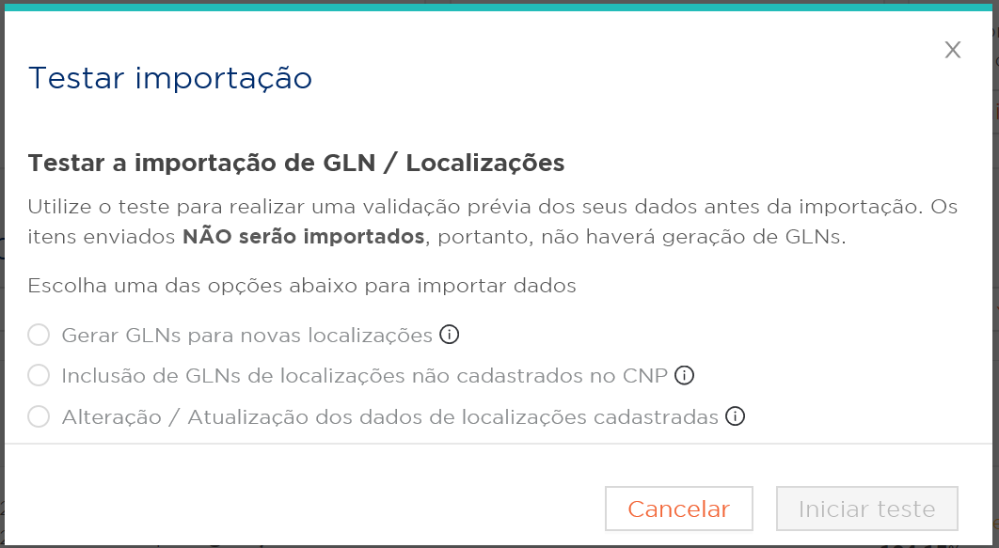 X
Testar importação
Testar a importação de GLN / Localizações
Utilize o teste para realizar uma validação prévia dos seus dados antes da importação. Os
itens enviados NÃO serão importados, portanto, não haverá geração de GLNs.
Escolha uma das opções abaixo para importar dados
Gerar GLNs para novas localizações
Inclusão de GLNs de localizações não cadastrados no CNP
Alteração / Atualização dos dados de localizações cadastradas
Cancelar
Iniciar teste